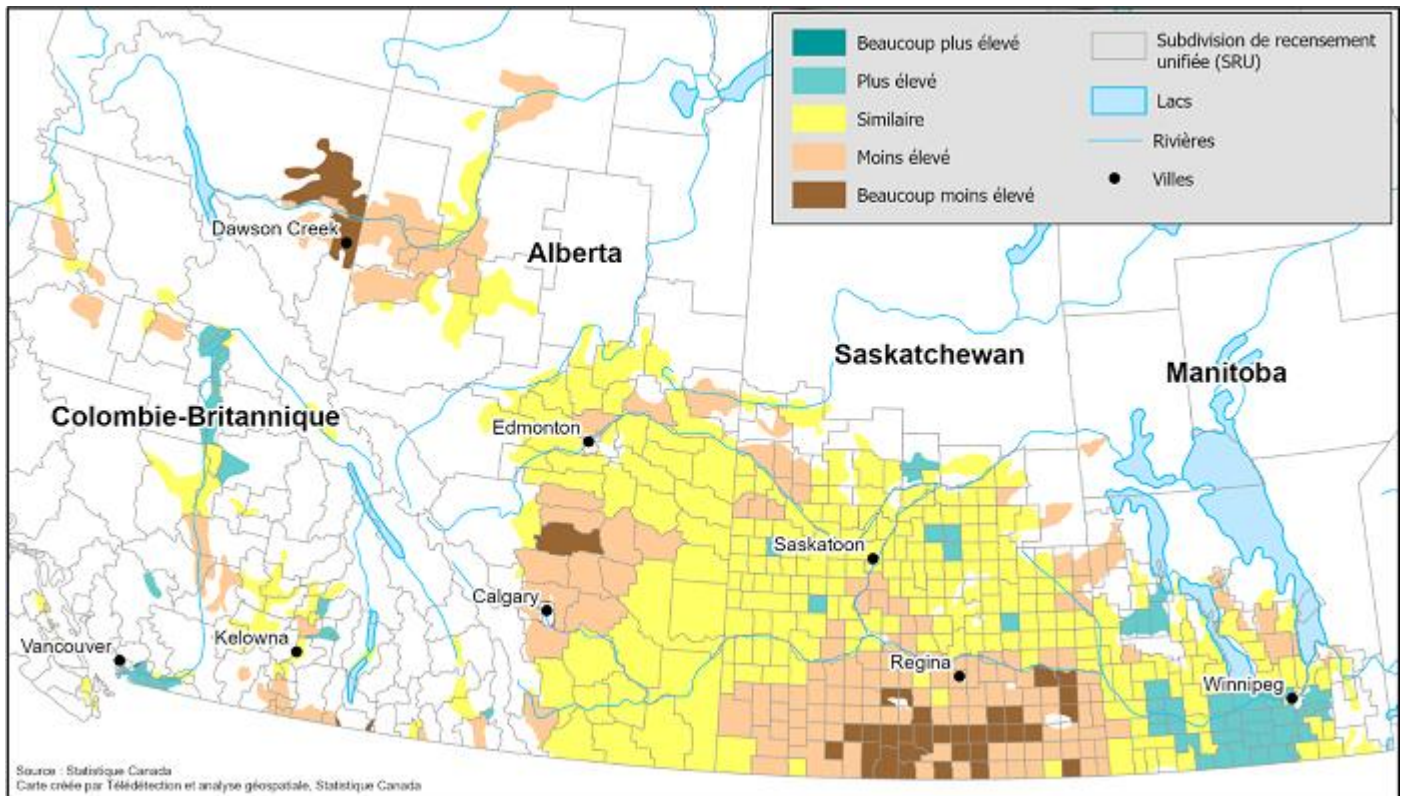 Beaucoup plus élevé
Plus élevé
Similaire
Moins élevé
Beaucoup moins élevé
Subdivision de recensement
unifiée (SRU)
Lacs
Rivières
Villes
Dawson Creek
Alberta
Saskatchewan
Manitoba
Colombie-Britannique
Edmonton
Saskatoon
Calgary
Vancouver
Kelowna
Regina
Winnipeg
Source : Statistique Canada
Carte créée par Télédétection et analyse géospatiale, Statistique Canada